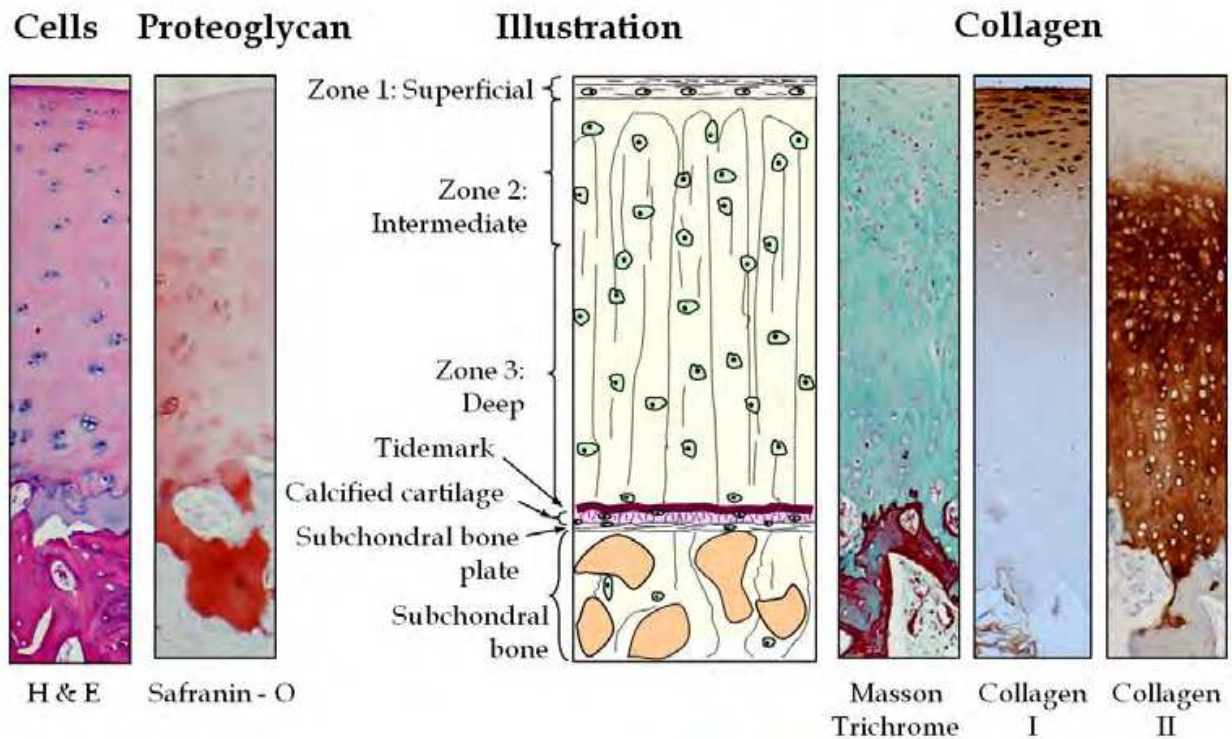 Cells
Proteoglycan
Illustration
Collagen
Zone 1: Superficial
Zone 2:
Intermediate
Zone 3:
Deep
Tidemark
Calcified cartilage
Subchondral bone
plate
Subchondral
bone
H & E
Safranin - O
Masson
Trichrome
Collagen
I
Collagen
II